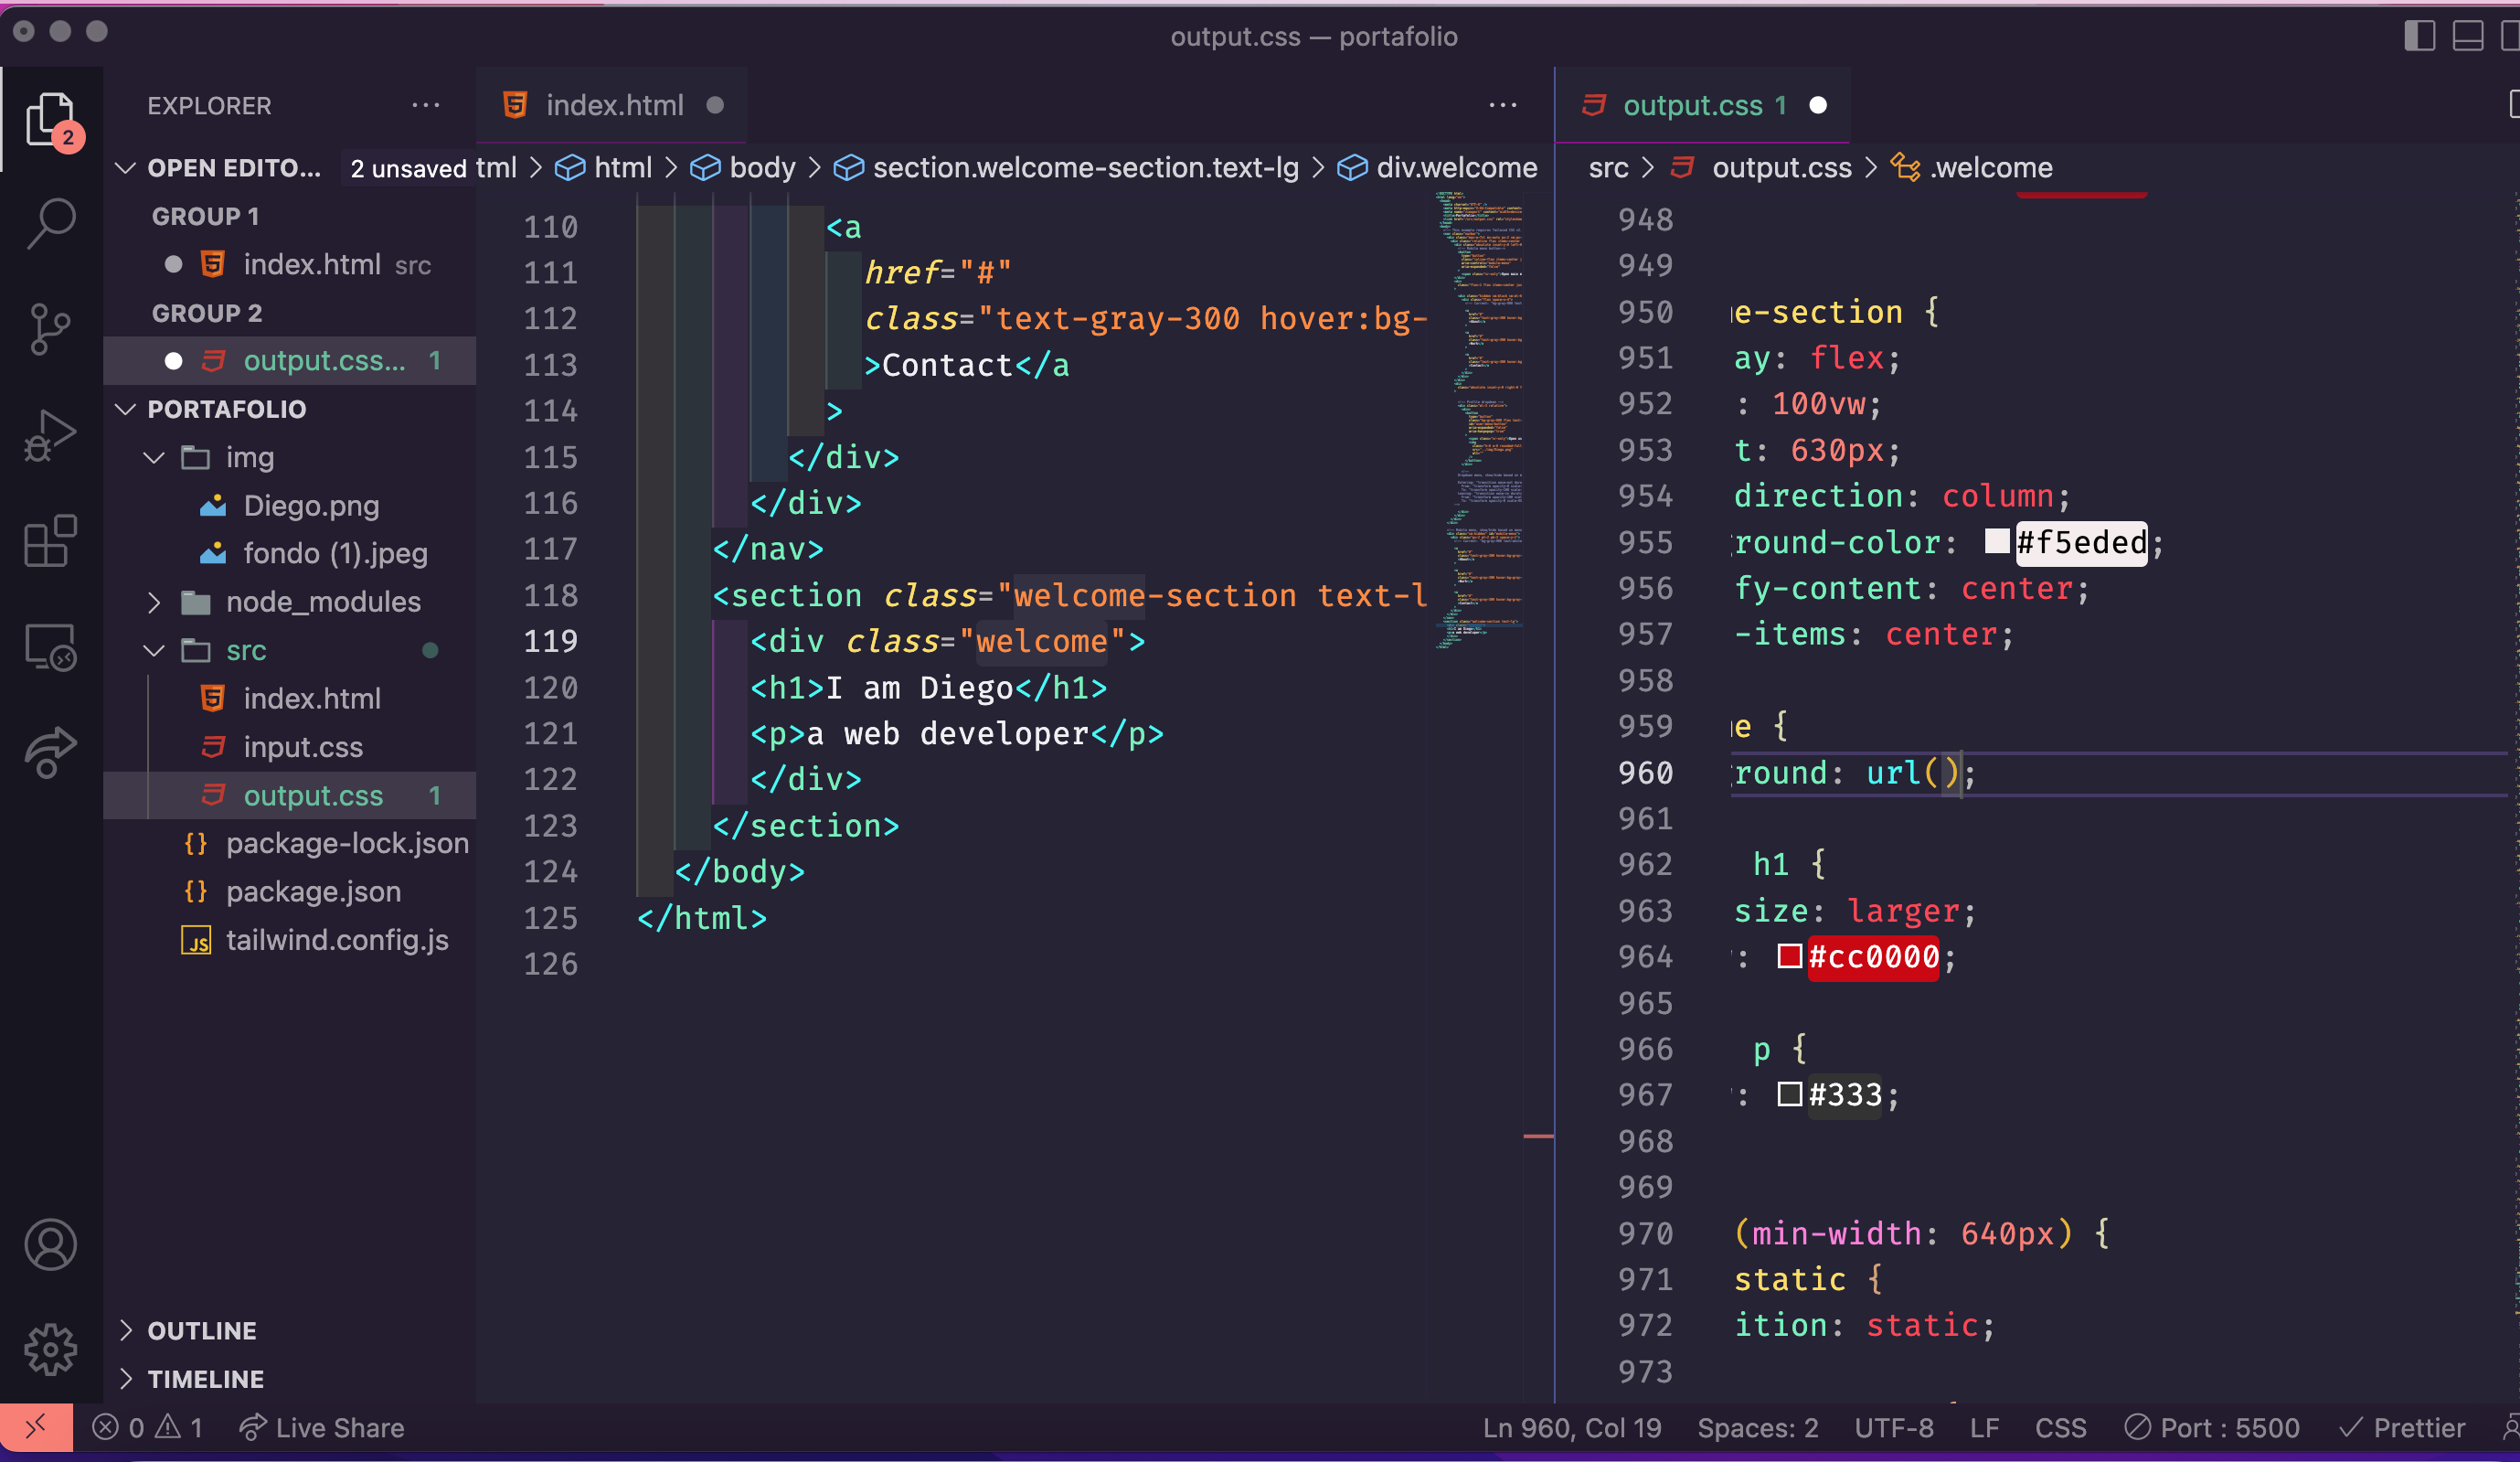 output.css — portafolio
EXPLORER
OPEN EDITO... 2 unsaved
GROUP 1
index.html src
GROUP 2
output.css... 1
PORTAFOLIO
img
Diego.png
fondo (1).jpeg
node_modules
src
index.html
input.css
output.css 1
package-lock.json
package.json
JS tailwind.config.js
OUTLINE
TIMELINE
2
index.html
tml > html > body > section.welcome-section.text-lg > div.welcome
110 <a
111 href="#"
112 class="text-gray-300 hover:bg-
113 >Contact</a
114 >
115 </div>
116 </div>
117 </nav>
118 <section class="welcome-section text-l
119 <div class="welcome">
120 <h1>I am Diego</h1>
121 <p>a web developer</p>
122 </div>
123 </section>
124 </body>
125 </html>
126
output.css 1
src > output.css > .welcome
948
949
950 e-section {
951 ay: flex;
952 : 100vw;
953 t: 630px;
954 direction: column;
955 round-color: #f5eded;
956 fy-content: center;
957 -items: center;
958
959 e {
960 round: url();
961
962 h1 {
963 size: larger;
964 : #cc0000;
965
966 p {
967 : #333;
968
969
970 (min-width: 640px) {
971 static {
972 ition: static;
973
0 1 Live Share Ln 960, Col 19 Spaces: 2 UTF-8 LF CSS Port : 5500 Prettier